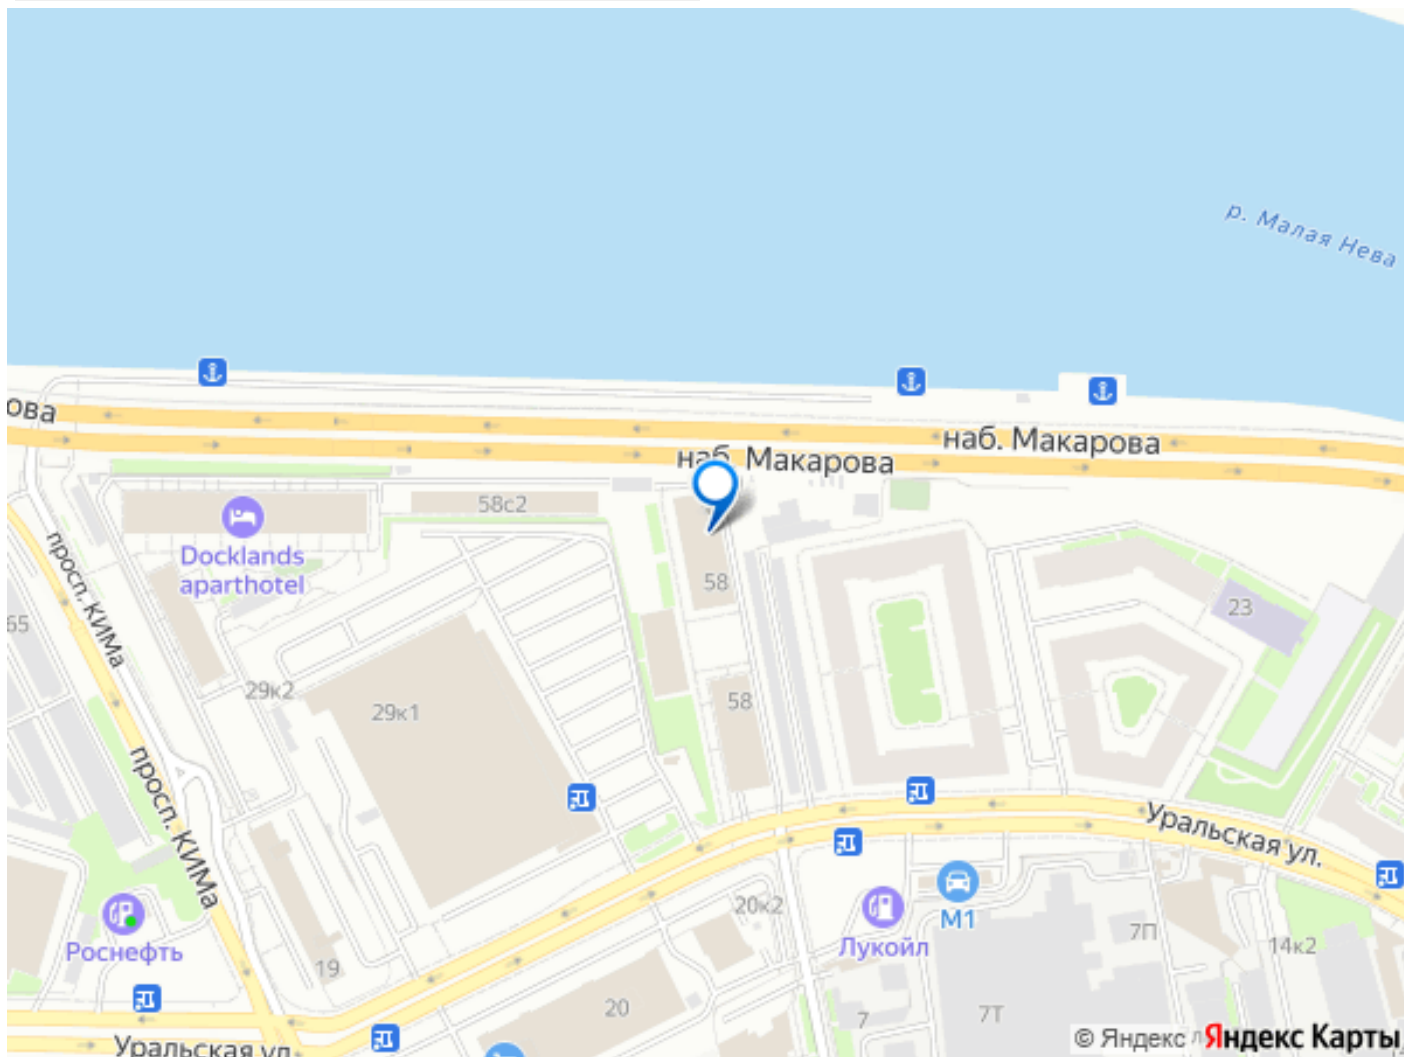 р. Малая Нева
ова
наб. Макарова
наб. Макарова
58с2
Docklands
aparthotel
просп. КИМа
58
23
65
29к2
29к1
58
просп. КИМа
Уральская ул.
20к2
М1
Лукойл
Роснефть
7П
14к2
19
20
7
7Т
Уральская ул.
© Яндекс
Яндекс Карты